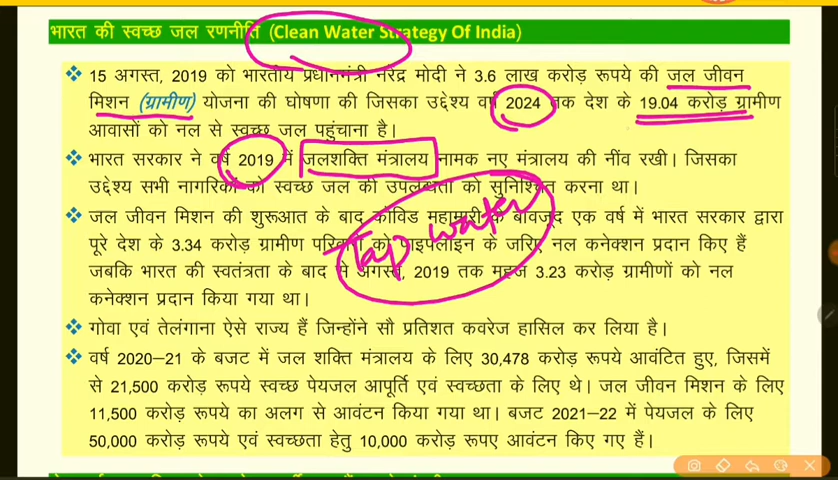 भारत की स्वच्छ जल रणनीति (Clean Water Strategy Of India)
15 अगस्त, 2019 को भारतीय प्रधानमंत्री नरेंद्र मोदी ने 3.6 लाख करोड़ रूपये की जल जीवन
मिशन (ग्रामीण) योजना की घोषणा की जिसका उद्देश्य वर्ष 2024 तक देश के 19.04 करोड़ ग्रामीण
आवासों को नल से स्वच्छ जल पहुंचाना है।
भारत सरकार ने वर्ष 2019 में जलशक्ति मंत्रालय नामक नए मंत्रालय की नींव रखी। जिसका
उद्देश्य सभी नागरिकों को स्वच्छ जल की उपलब्धता को सुनिश्चित करना था।
जल जीवन मिशन की शुरूआत के बाद कोविड महामारी के बावजूद एक वर्ष में भारत सरकार द्वारा
पूरे देश के 3.34 करोड़ ग्रामीण परिवारों को पाइपलाइन के जरिए नल कनेक्शन प्रदान किए हैं
जबकि भारत की स्वतंत्रता के बाद से अगस्त, 2019 तक महज 3.23 करोड़ ग्रामीणों को नल
कनेक्शन प्रदान किया गया था।
Tap water
गोवा एवं तेलंगाना ऐसे राज्य हैं जिन्होंने सौ प्रतिशत कवरेज हासिल कर लिया है।
वर्ष 2020–21 के बजट में जल शक्ति मंत्रालय के लिए 30,478 करोड़ रूपये आवंटित हुए, जिसमें
से 21,500 करोड़ रूपये स्वच्छ पेयजल आपूर्ति एवं स्वच्छता के लिए थे। जल जीवन मिशन के लिए
11,500 करोड़ रूपये का अलग से आवंटन किया गया था। बजट 2021–22 में पेयजल के लिए
50,000 करोड़ रूपये एवं स्वच्छता हेतु 10,000 करोड़ रूपए आवंटन किए गए हैं।